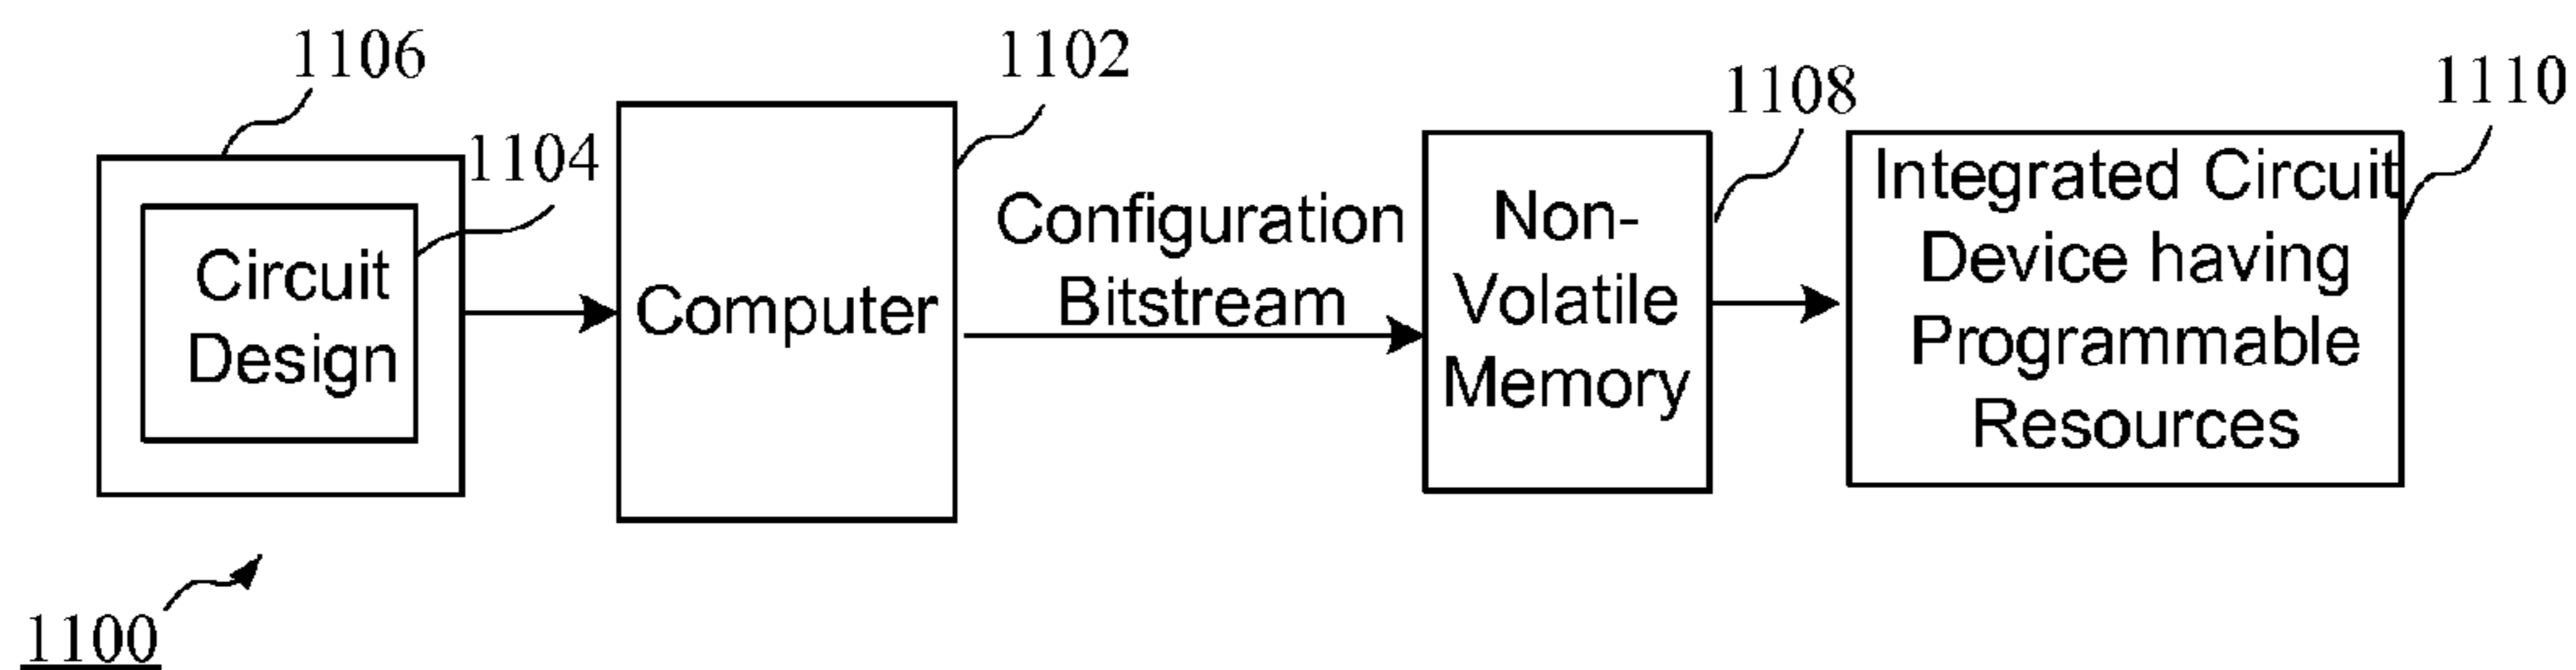 1106
1104
Circuit
Design
1102
Computer
Configuration
Bitstream
1108
Non-
Volatile
Memory
1110
Integrated Circuit
Device having
Programmable
Resources
1100